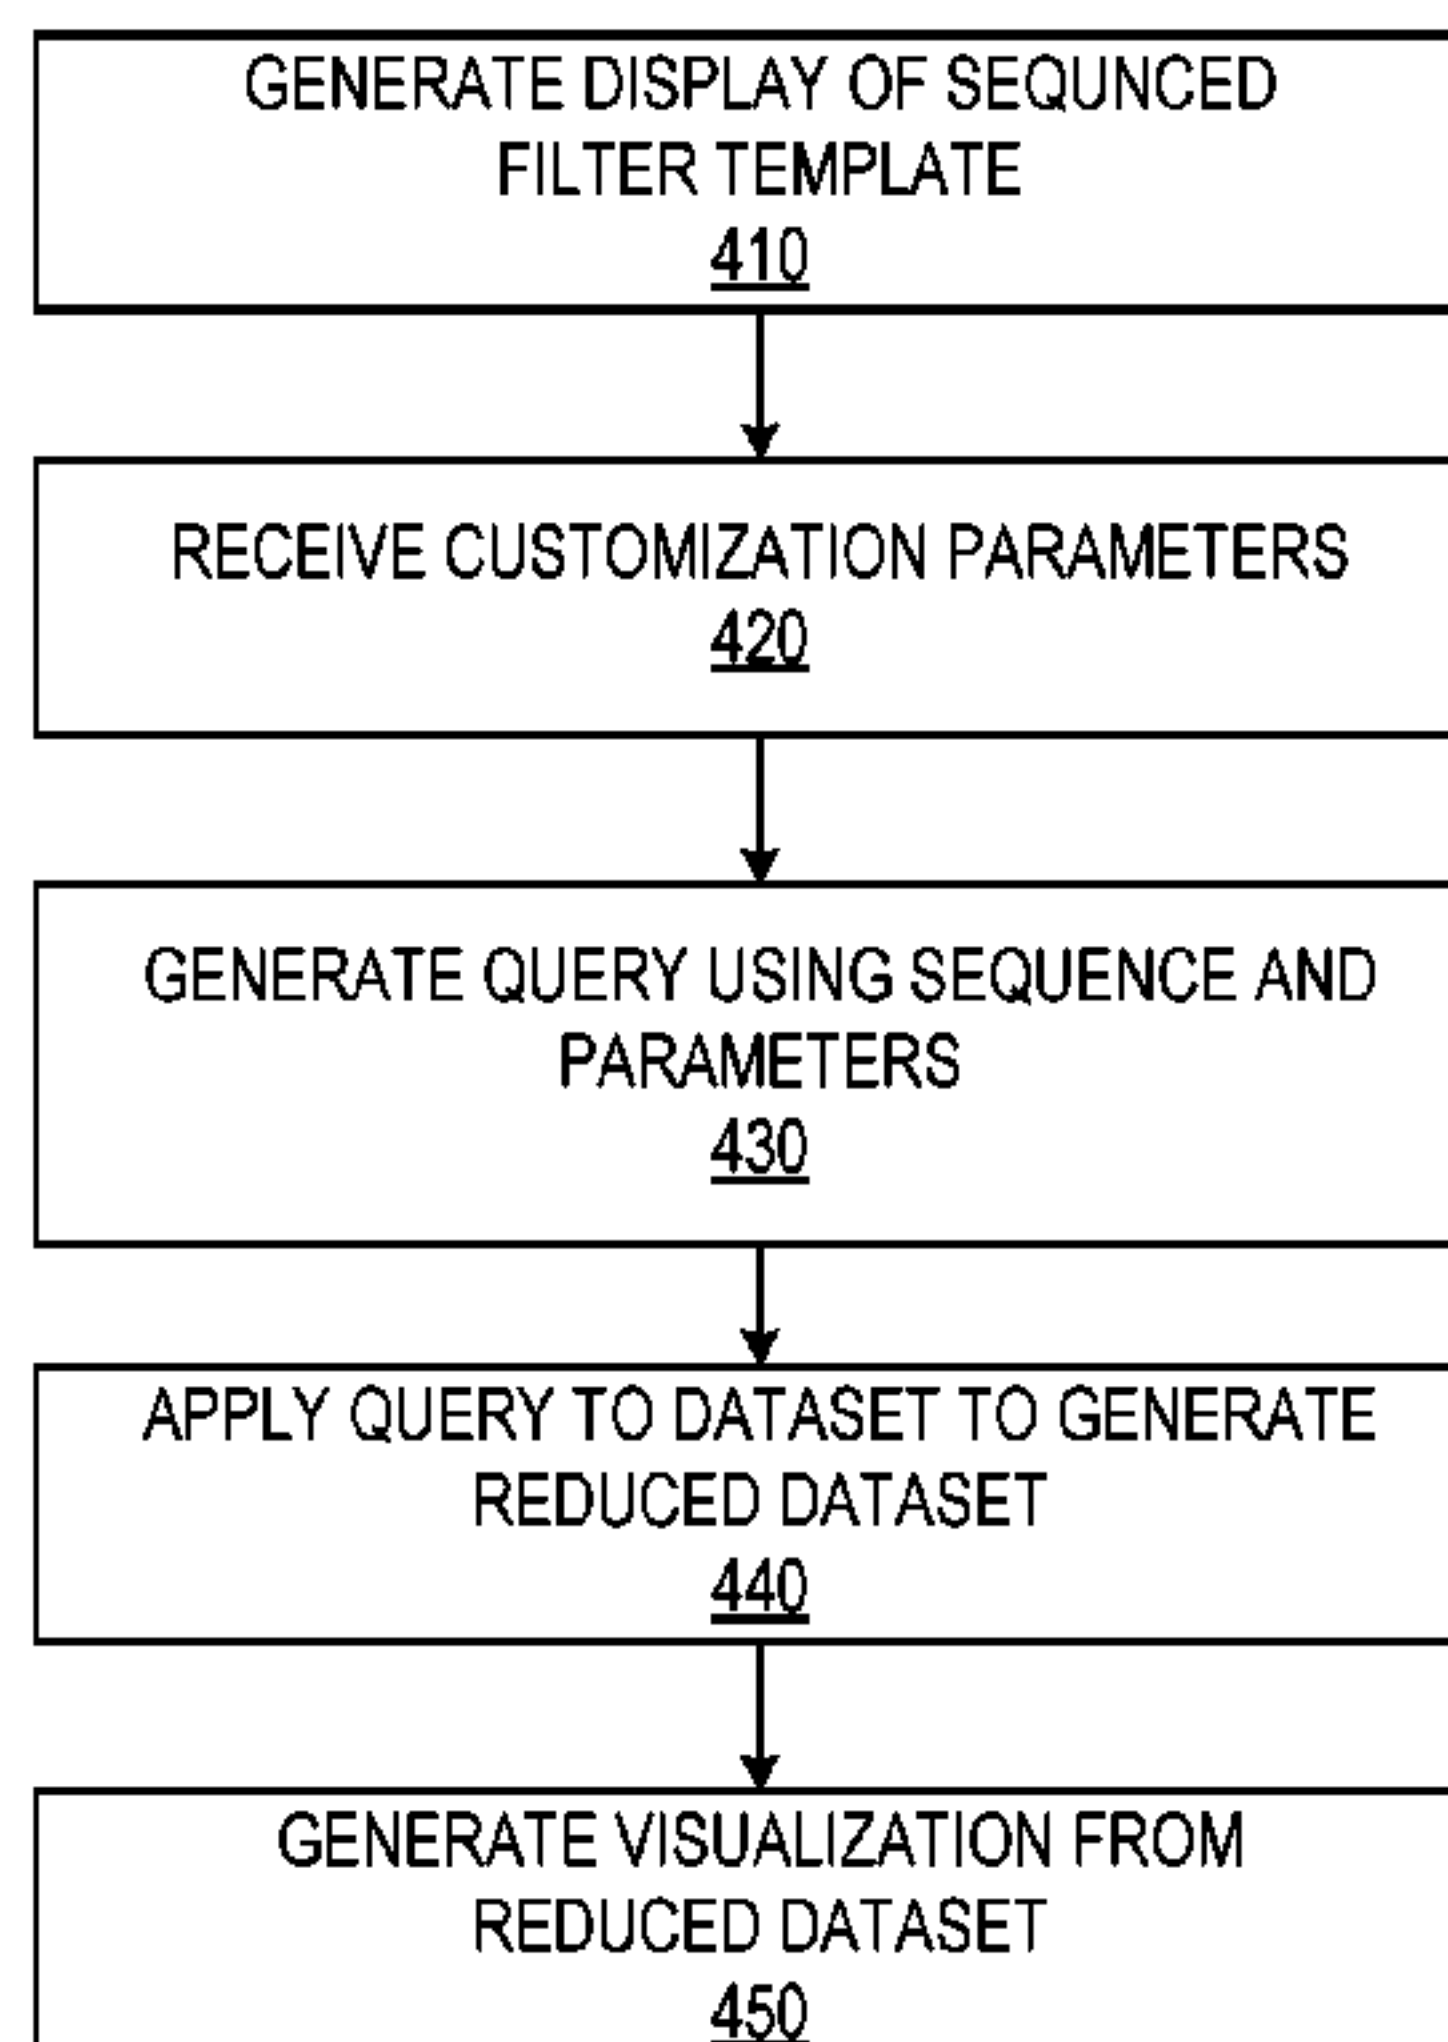 GENERATE DISPLAY OF SEQUNCED
FILTER TEMPLATE
410
RECEIVE CUSTOMIZATION PARAMETERS
420
GENERATE QUERY USING SEQUENCE AND
PARAMETERS
430
APPLY QUERY TO DATASET TO GENERATE
REDUCED DATASET
440
GENERATE VISUALIZATION FROM
REDUCED DATASET
450